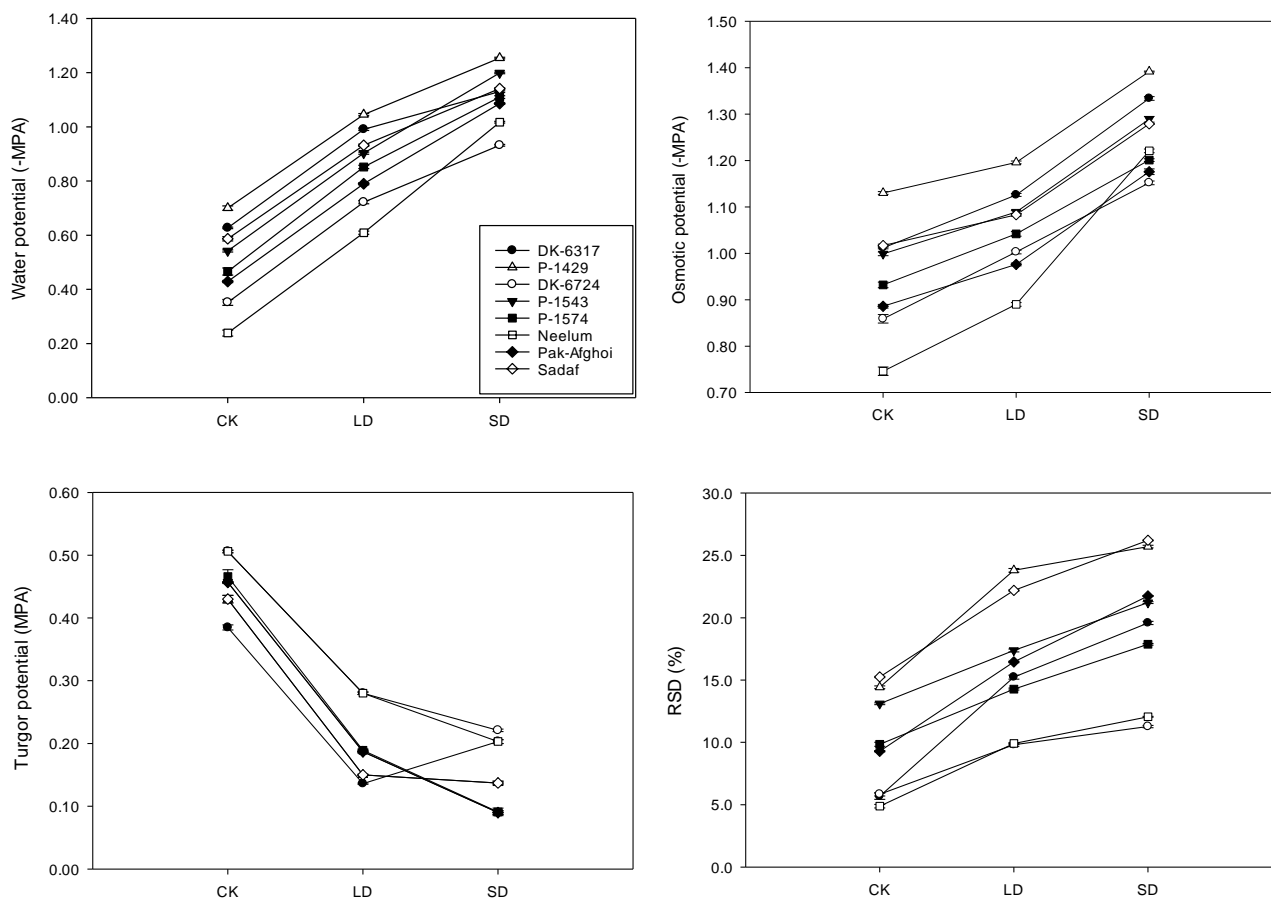 Water potential (-MPA)
1.40
1.20
1.00
0.80
0.60
0.40
0.20
0.00
CK LD SD
DK-6317
P-1429
DK-6724
P-1543
P-1574
Neelum
Pak-Afghoi
Sadaf
Osmotic potential (-MPA)
1.50
1.40
1.30
1.20
1.10
1.00
0.90
0.80
0.70
CK LD SD
Turgor potential (MPA)
0.60
0.50
0.40
0.30
0.20
0.10
0.00
CK LD SD
RSD (%)
30.0
25.0
20.0
15.0
10.0
5.0
0.0
CK LD SD